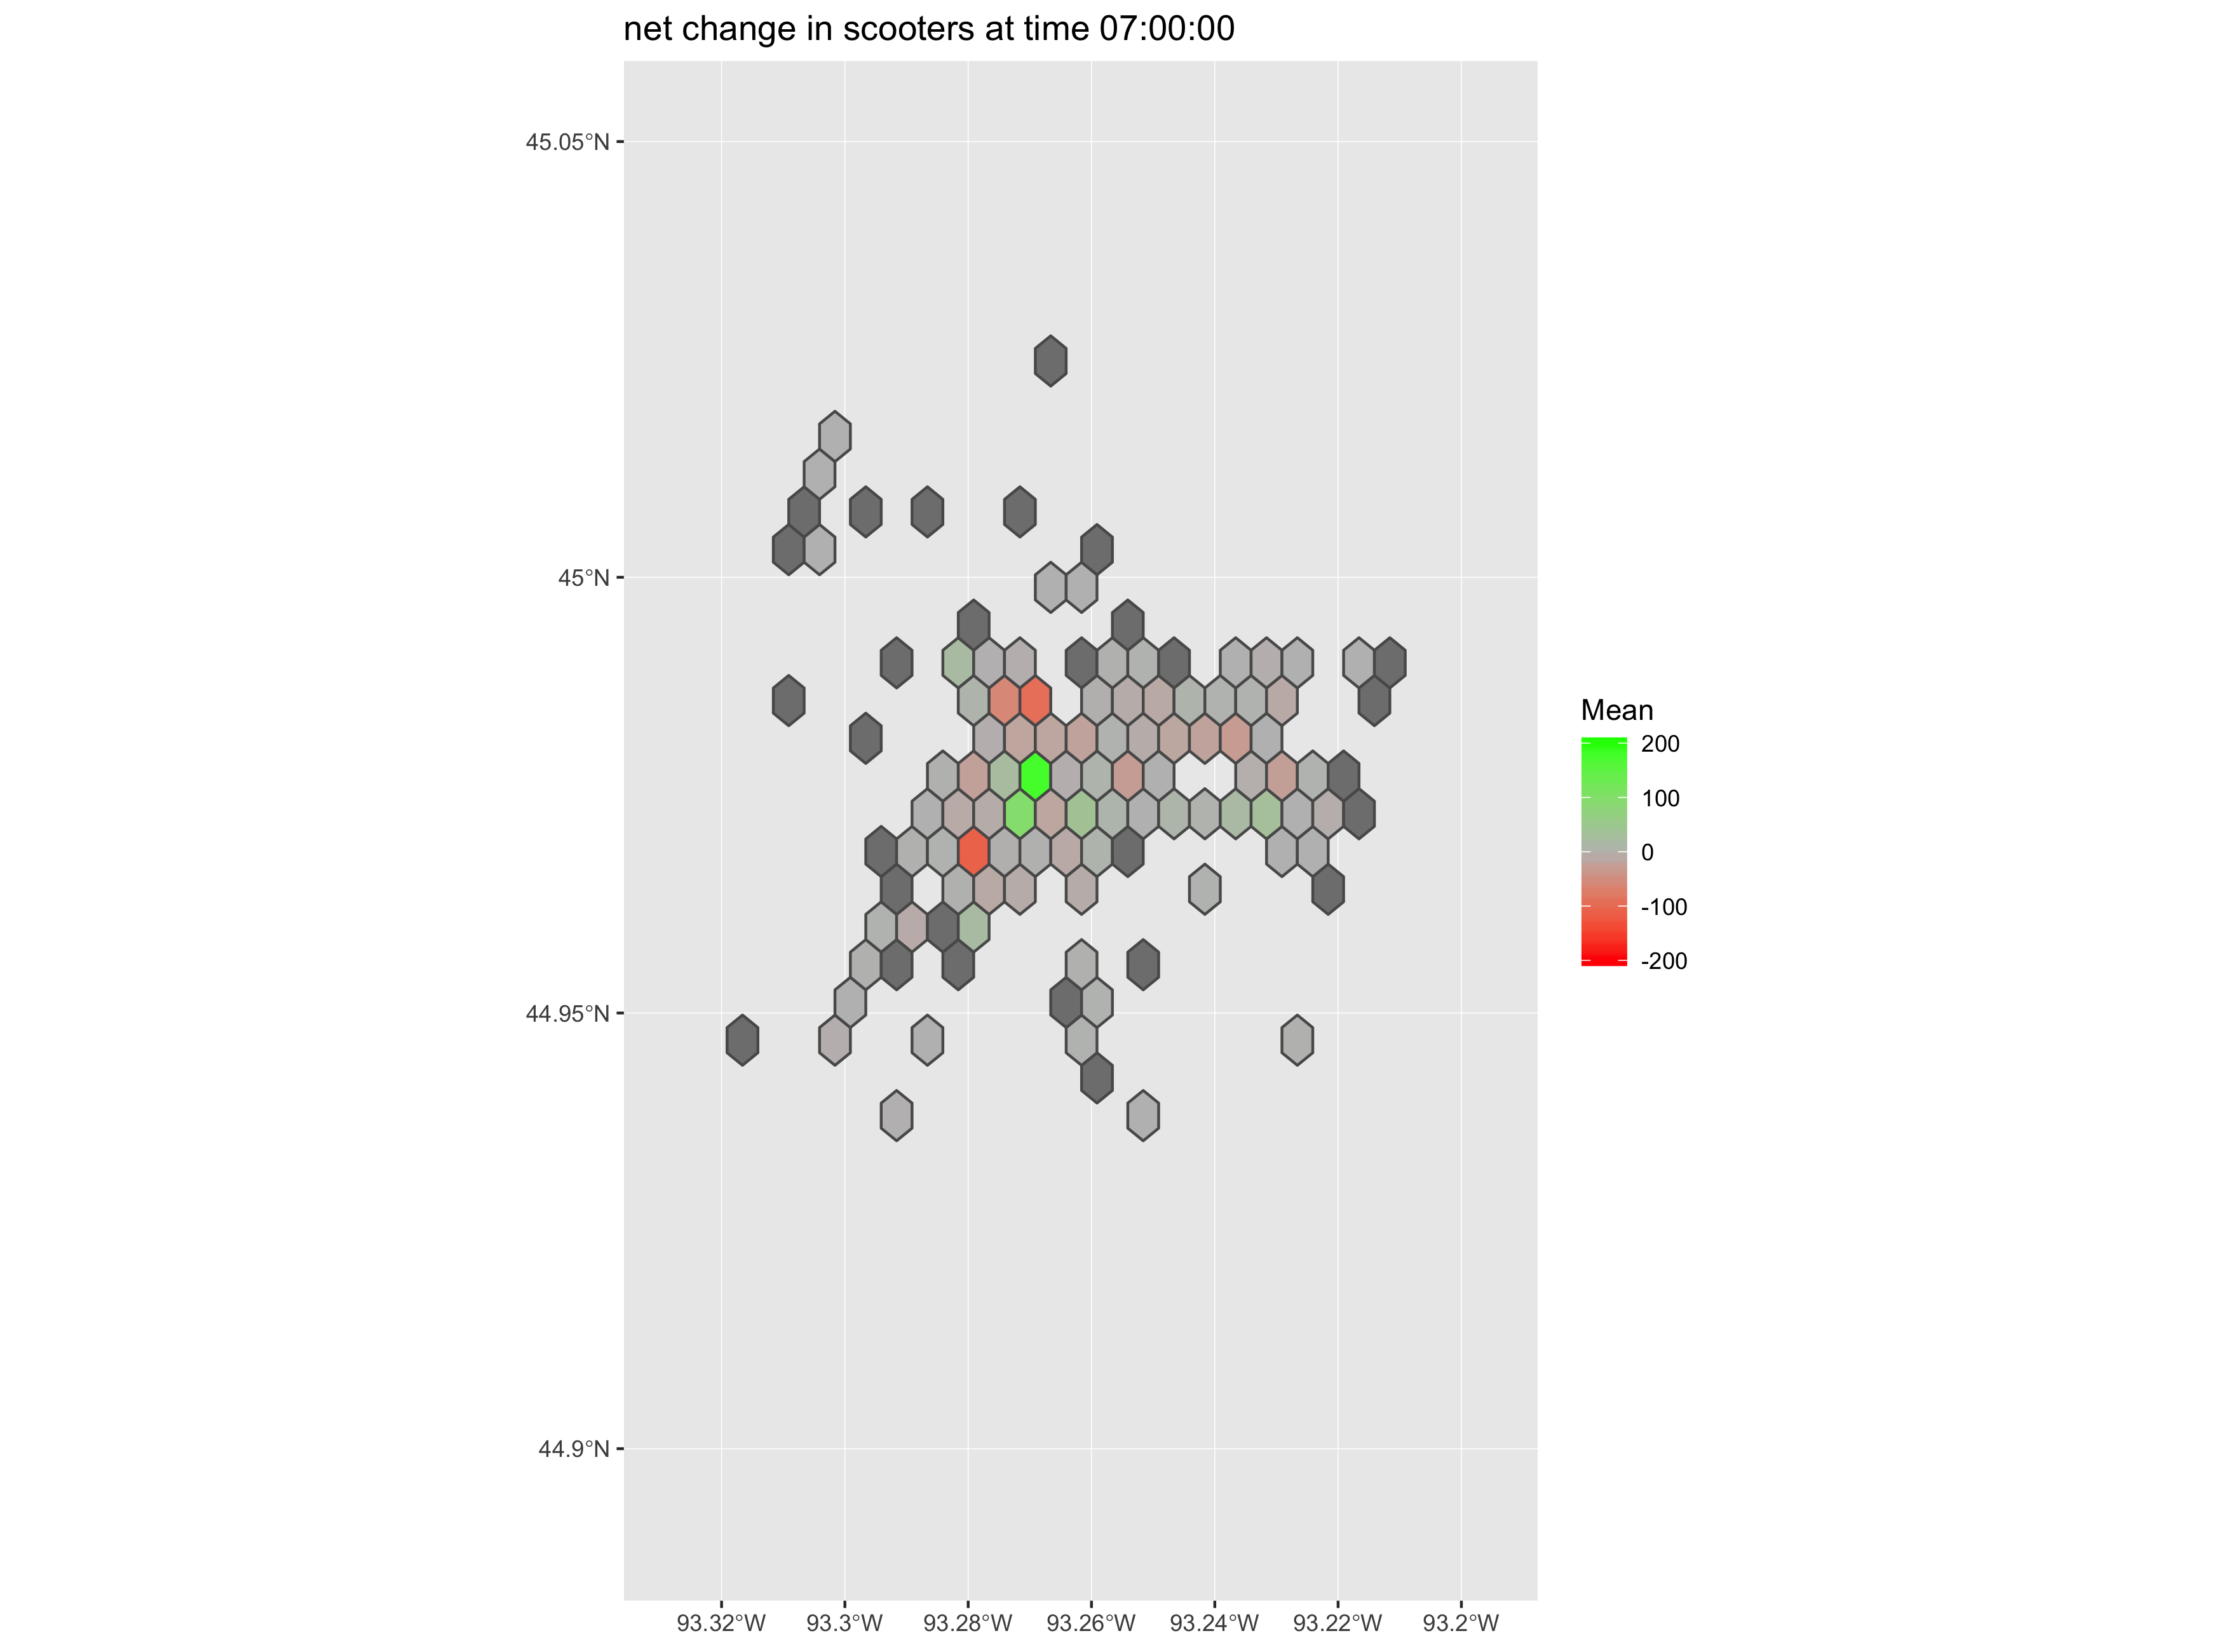 net change in scooters at time 07:00:00
45.05°N
45°N
44.95°N
44.9°N
93.32°W
93.3°W
93.28°W
93.26°W
93.24°W
93.22°W
93.2°W
Mean
200
100
0
-100
-200